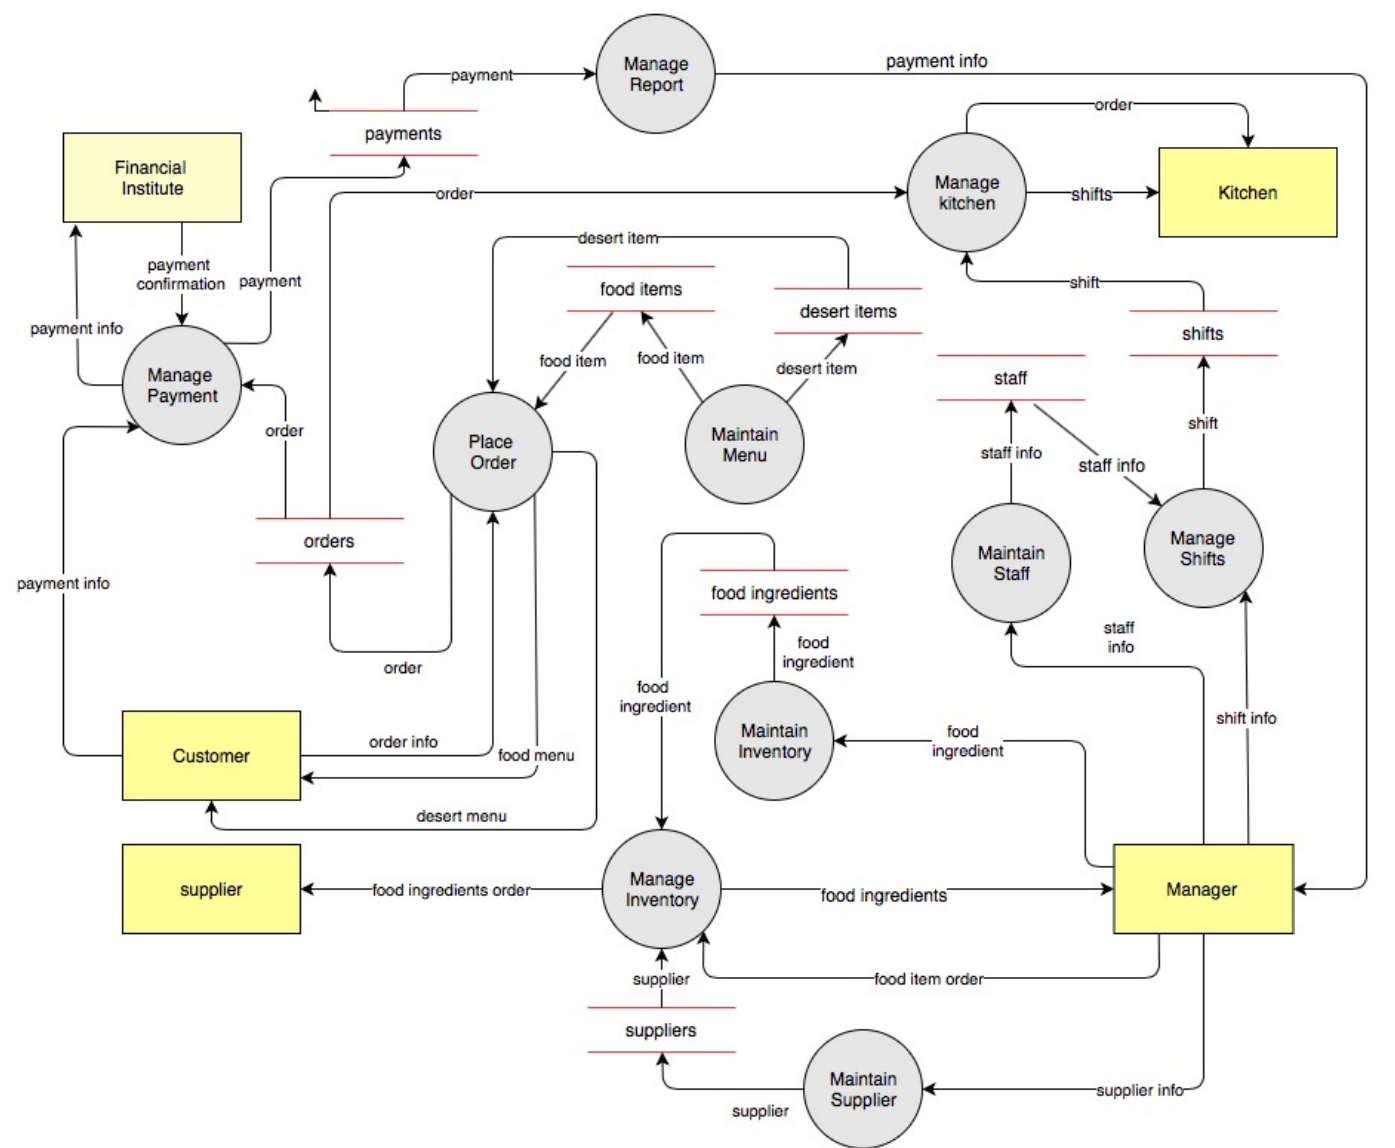 Manage
Report
payment info
payment
order
payments
Financial
Institute
Manage
kitchen
shifts
Kitchen
order
desert item
payment
confirmation
payment
food items
shift
desert items
shifts
payment info
food item
food item
desert item
staff
Manage
Payment
order
Place
Order
Maintain
Menu
shift
staff info
staff info
orders
Maintain
Staff
Manage
Shifts
payment info
food ingredients
order
food
ingredient
staff
info
food
ingredient
shift info
Customer
order info
food menu
Maintain
Inventory
food
ingredient
desert menu
supplier
food ingredients order
Manage
Inventory
food ingredients
Manager
supplier
food item order
suppliers
Maintain
Supplier
supplier info
supplier